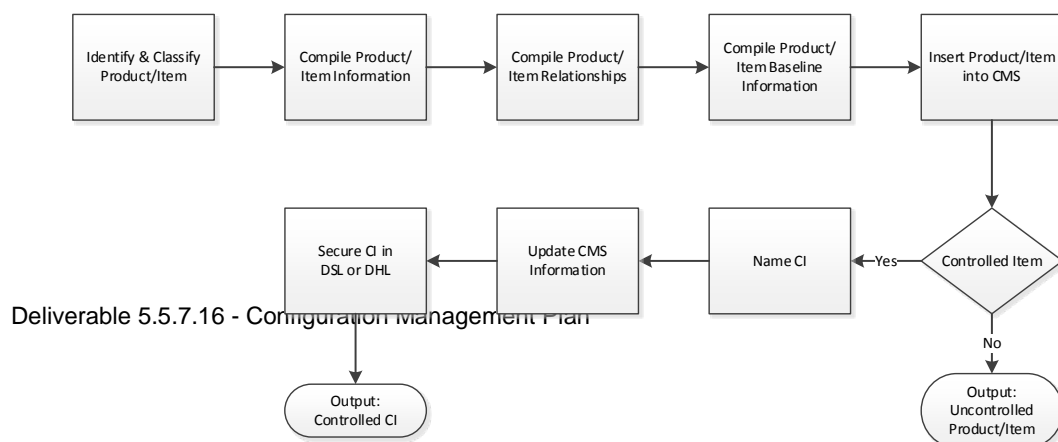 Identify & Classify
Product/Item
Compile Product/
Item Information
Compile Product/
Item Relationships
Compile Product/
Item Baseline
Information
Insert Product/Item
into CMS
Secure CI in
DSL or DHL
Update CMS
Information
Name CI
Yes
Controlled Item
Deliverable 5.5.7.16 - Configuration Management Plan
No
Output:
Controlled CI
Output:
Uncontrolled
Product/Item